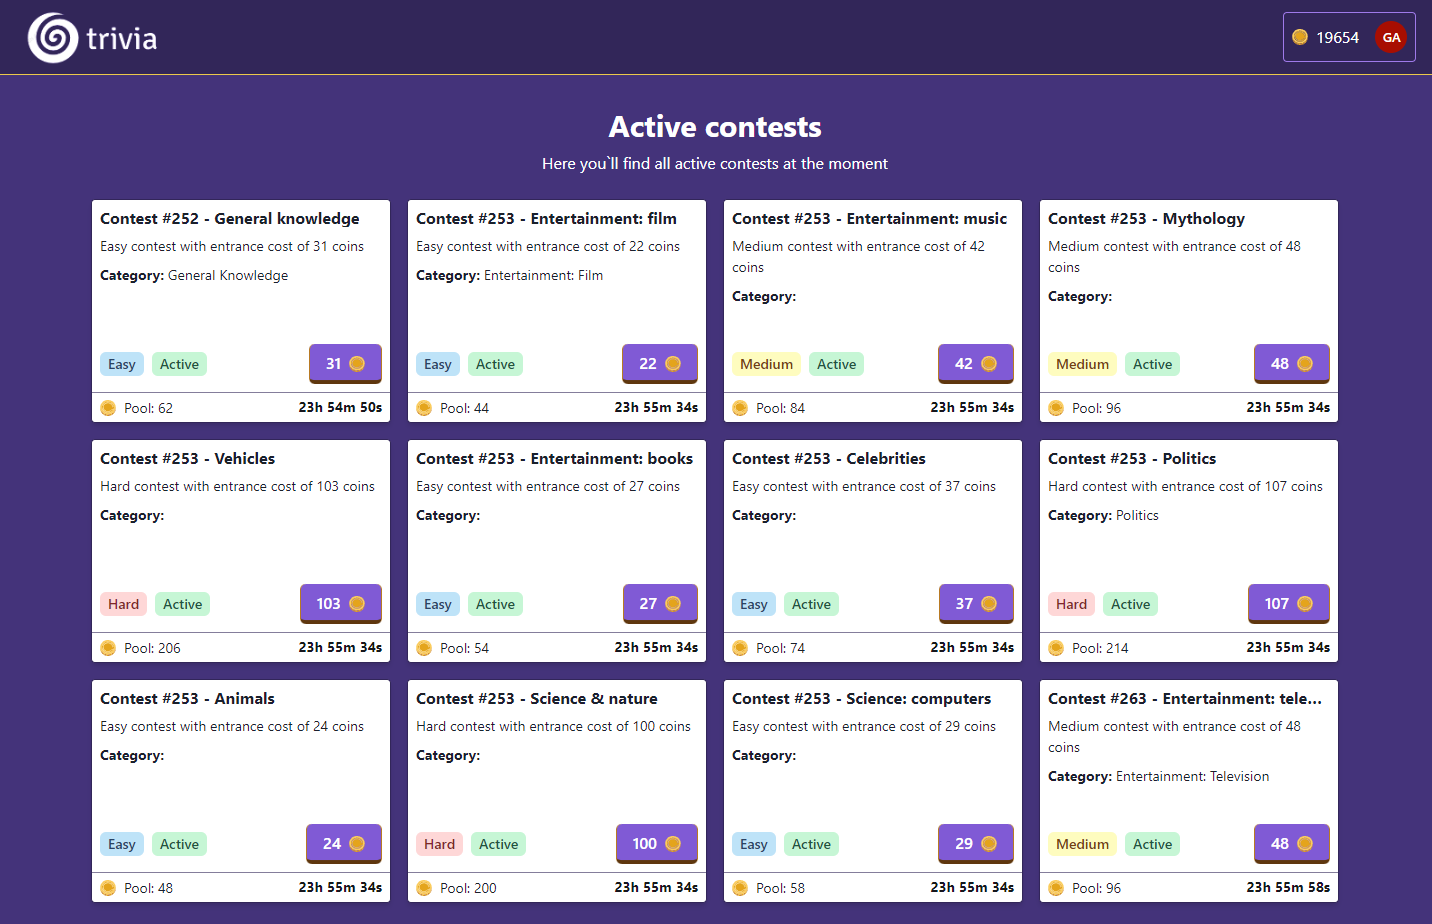 trivia
19654 GA
Active contests
Here you`ll find all active contests at the moment
Contest #252 - General knowledge
Easy contest with entrance cost of 31 coins
Category: General Knowledge
Easy Active 31
Pool: 62 23h 54m 50s
Contest #253 - Entertainment: film
Easy contest with entrance cost of 22 coins
Category: Entertainment: Film
Easy Active 22
Pool: 44 23h 55m 34s
Contest #253 - Entertainment: music
Medium contest with entrance cost of 42
coins
Category:
Medium Active 42
Pool: 84 23h 55m 34s
Contest #253 - Mythology
Medium contest with entrance cost of 48
coins
Category:
Medium Active 48
Pool: 96 23h 55m 34s
Contest #253 - Vehicles
Hard contest with entrance cost of 103 coins
Category:
Hard Active 103
Pool: 206 23h 55m 34s
Contest #253 - Entertainment: books
Easy contest with entrance cost of 27 coins
Category:
Easy Active 27
Pool: 54 23h 55m 34s
Contest #253 - Celebrities
Easy contest with entrance cost of 37 coins
Category:
Easy Active 37
Pool: 74 23h 55m 34s
Contest #253 - Politics
Hard contest with entrance cost of 107 coins
Category: Politics
Hard Active 107
Pool: 214 23h 55m 34s
Contest #253 - Animals
Easy contest with entrance cost of 24 coins
Category:
Easy Active 24
Pool: 48 23h 55m 34s
Contest #253 - Science & nature
Hard contest with entrance cost of 100 coins
Category:
Hard Active 100
Pool: 200 23h 55m 34s
Contest #253 - Science: computers
Easy contest with entrance cost of 29 coins
Category:
Easy Active 29
Pool: 58 23h 55m 34s
Contest #263 - Entertainment: tele...
Medium contest with entrance cost of 48
coins
Category: Entertainment: Television
Medium Active 48
Pool: 96 23h 55m 58s